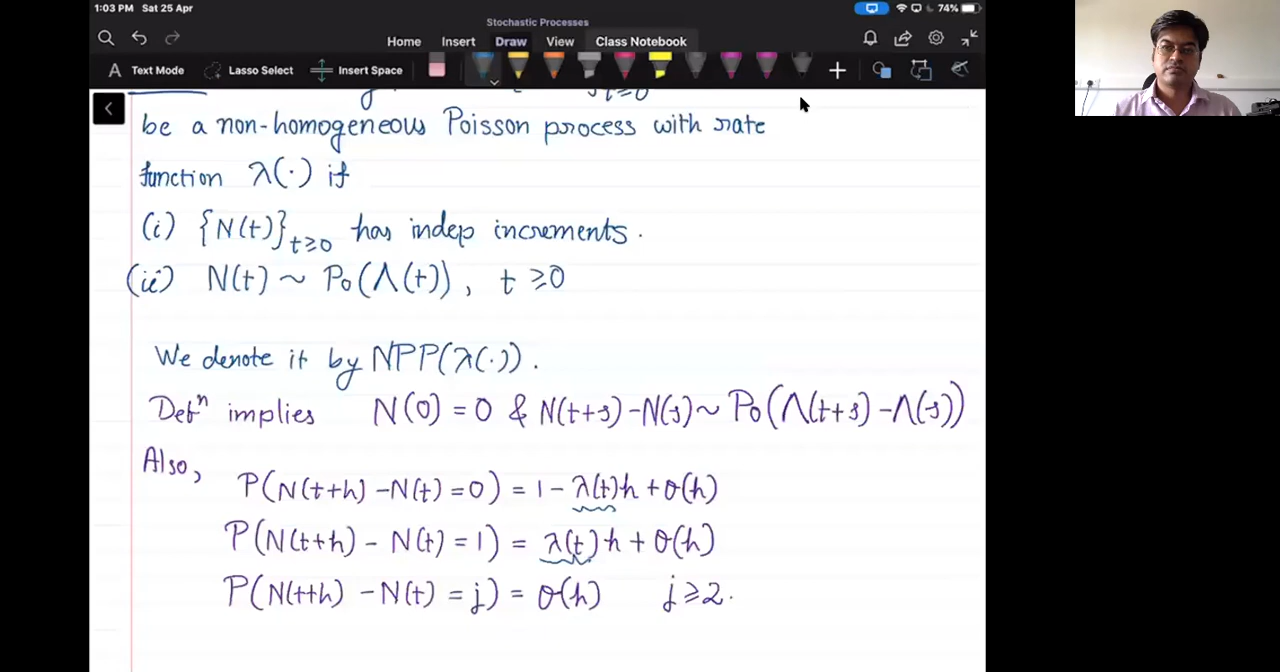 1:03 PM Sat 25 Apr
Stochastic Processes
74%
Home Insert Draw View Class Notebook
Text Mode Lasso Select Insert Space
be a non-homogeneous Poisson process with rate
function λ(·) if
(i) {N(t)}t≥0 has indep increments.
(ii) N(t) ~ Po(Λ(t)), t ≥0
We denote it by NPP(λ(·)).
Defⁿ implies N(0) = 0 & N(t+s) - N(s) ~ Po(Λ(t+s) - Λ(s))
Also,
P(N(t+h) - N(t) = 0) = 1 - λ(t)h + o(h)
P(N(t+h) - N(t) = 1) = λ(t)h + o(h)
P(N(t+h) - N(t) = j) = o(h) j ≥ 2.